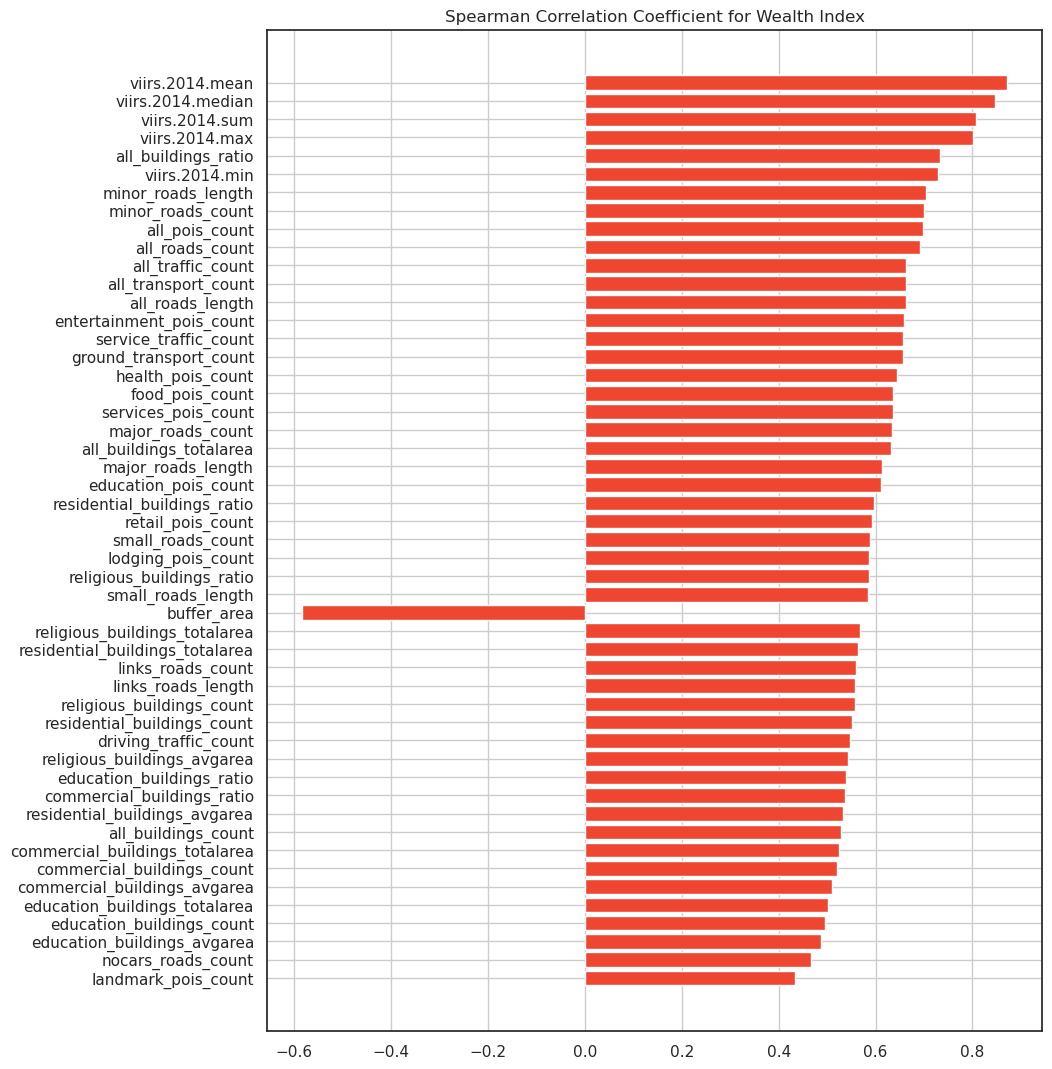 Spearman Correlation Coefficient for Wealth Index
viirs.2014.mean
viirs.2014.median
viirs.2014.sum
viirs.2014.max
all_buildings_ratio
viirs.2014.min
minor_roads_length
minor_roads_count
all_pois_count
all_roads_count
all_traffic_count
all_transport_count
all_roads_length
entertainment_pois_count
service_traffic_count
ground_transport_count
health_pois_count
food_pois_count
services_pois_count
major_roads_count
all_buildings_totalarea
major_roads_length
education_pois_count
residential_buildings_ratio
retail_pois_count
small_roads_count
lodging_pois_count
religious_buildings_ratio
small_roads_length
buffer_area
religious_buildings_totalarea
residential_buildings_totalarea
links_roads_count
links_roads_length
religious_buildings_count
residential_buildings_count
driving_traffic_count
religious_buildings_avgarea
education_buildings_ratio
commercial_buildings_ratio
residential_buildings_avgarea
all_buildings_count
commercial_buildings_totalarea
commercial_buildings_count
commercial_buildings_avgarea
education_buildings_totalarea
education_buildings_count
education_buildings_avgarea
nocars_roads_count
landmark_pois_count
−0.6 −0.4 −0.2 0.0 0.2 0.4 0.6 0.8